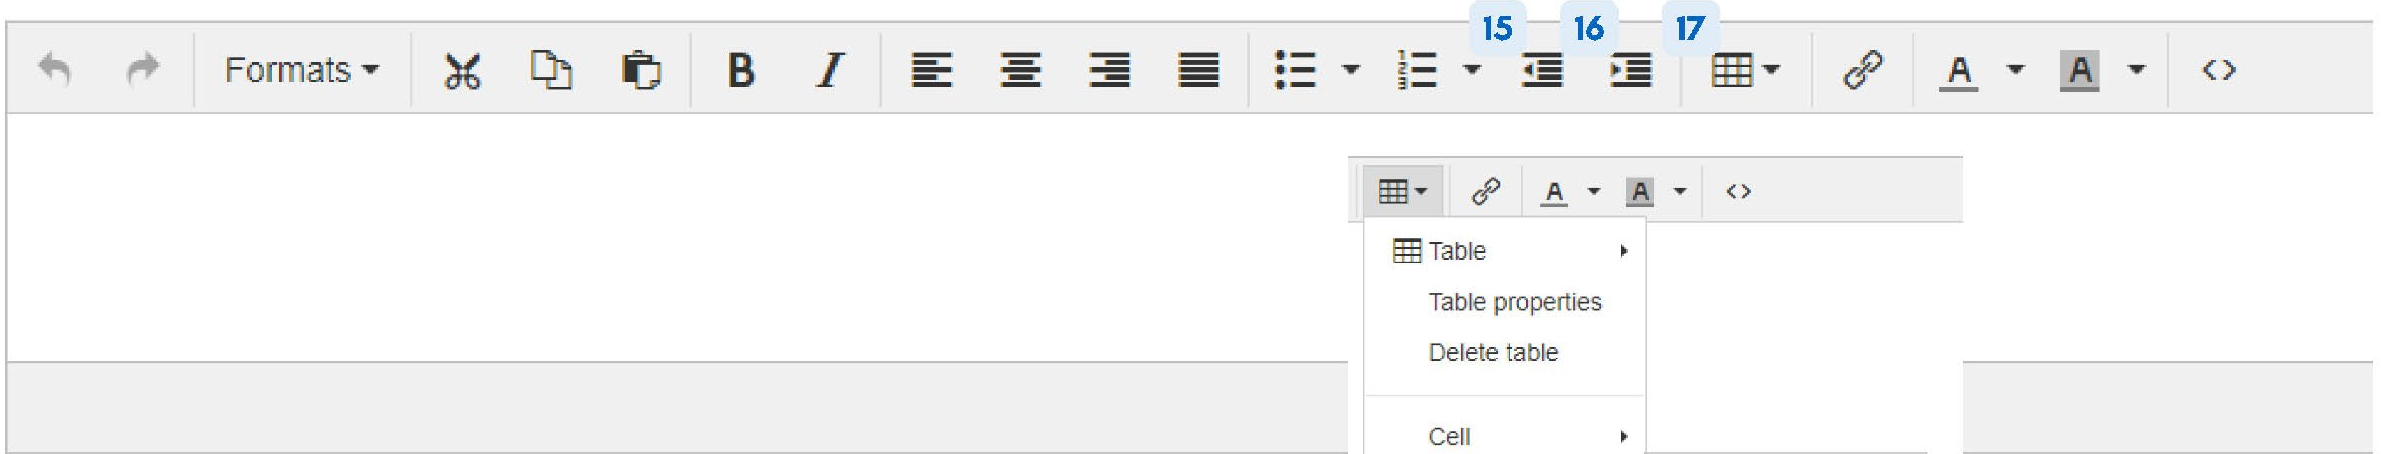 15 16 17
Formats B I A A <>
A A <>
Table
Table properties
Delete table
Cell